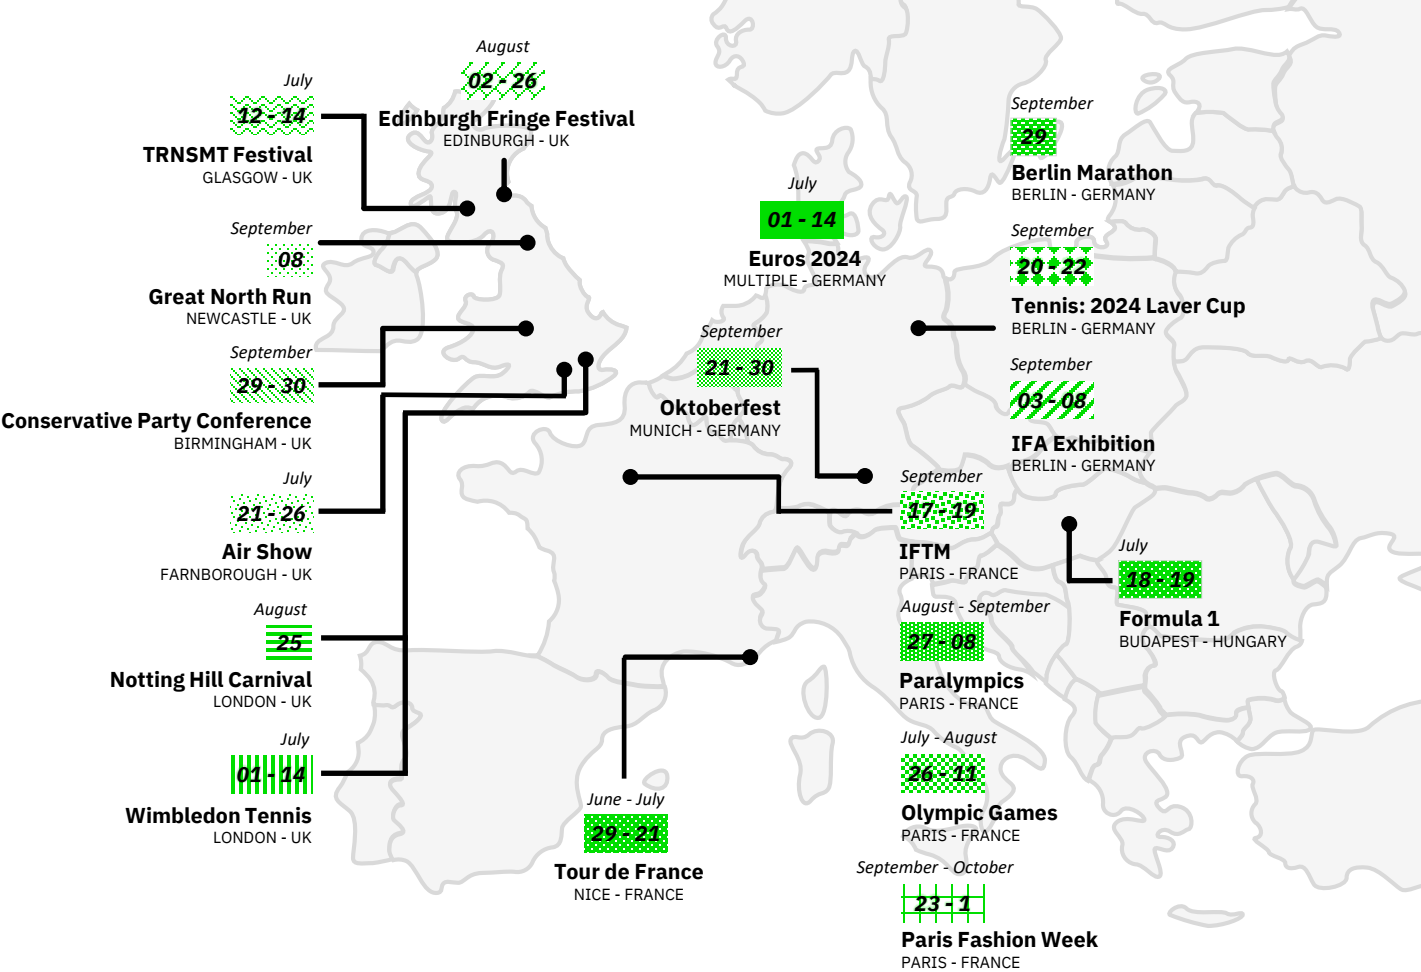 July
12 - 14
TRNSMT Festival
GLASGOW - UK
August
02 - 26
Edinburgh Fringe Festival
EDINBURGH - UK
September
08
Great North Run
NEWCASTLE - UK
September
29 - 30
Conservative Party Conference
BIRMINGHAM - UK
July
21 - 26
Air Show
FARNBOROUGH - UK
August
25
Notting Hill Carnival
LONDON - UK
July
01 - 14
Wimbledon Tennis
LONDON - UK
June - July
29 - 21
Tour de France
NICE - FRANCE
July
01 - 14
Euros 2024
MULTIPLE - GERMANY
September
21 - 30
Oktoberfest
MUNICH - GERMANY
September
29
Berlin Marathon
BERLIN - GERMANY
September
20 - 22
Tennis: 2024 Laver Cup
BERLIN - GERMANY
September
03 - 08
IFA Exhibition
BERLIN - GERMANY
September
17 - 19
IFTM
PARIS - FRANCE
August - September
27 - 08
Paralympics
PARIS - FRANCE
July - August
26 - 11
Olympic Games
PARIS - FRANCE
September - October
23 - 1
Paris Fashion Week
PARIS - FRANCE
July
18 - 19
Formula 1
BUDAPEST - HUNGARY